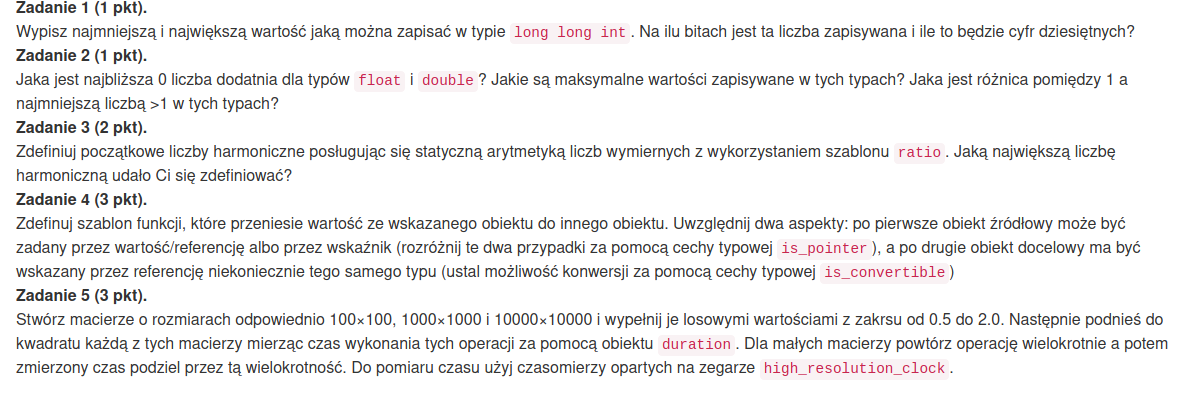 Zadanie 1 (1 pkt).
Wypisz najmniejszą i największą wartość jaką można zapisać w typie long long int. Na ilu bitach jest ta liczba zapisywana i ile to będzie cyfr dziesiętnych?
Zadanie 2 (1 pkt).
Jaka jest najbliższa 0 liczba dodatnia dla typów float i double? Jakie są maksymalne wartości zapisywane w tych typach? Jaka jest różnica pomiędzy 1 a
najmniejszą liczbą >1 w tych typach?
Zadanie 3 (2 pkt).
Zdefiniuj początkowe liczby harmoniczne posługując się statyczną arytmetyką liczb wymiernych z wykorzystaniem szablonu ratio. Jaką największą liczbę
harmoniczną udało Ci się zdefiniować?
Zadanie 4 (3 pkt).
Zdefinuj szablon funkcji, które przeniesie wartość ze wskazanego obiektu do innego obiektu. Uwzględnij dwa aspekty: po pierwsze obiekt źródłowy może być
zadany przez wartość/referencję albo przez wskaźnik (rozróżnij te dwa przypadki za pomocą cechy typowej is_pointer), a po drugie obiekt docelowy ma być
wskazany przez referencję niekoniecznie tego samego typu (ustal możliwość konwersji za pomocą cechy typowej is_convertible)
Zadanie 5 (3 pkt).
Stwórz macierze o rozmiarach odpowiednio 100×100, 1000×1000 i 10000×10000 i wypełnij je losowymi wartościami z zakrsu od 0.5 do 2.0. Następnie podnieś do
kwadratu każdą z tych macierzy mierząc czas wykonania tych operacji za pomocą obiektu duration. Dla małych macierzy powtórz operację wielokrotnie a potem
zmierzony czas podziel przez tą wielokrotność. Do pomiaru czasu użyj czasomierzy opartych na zegarze high_resolution_clock.